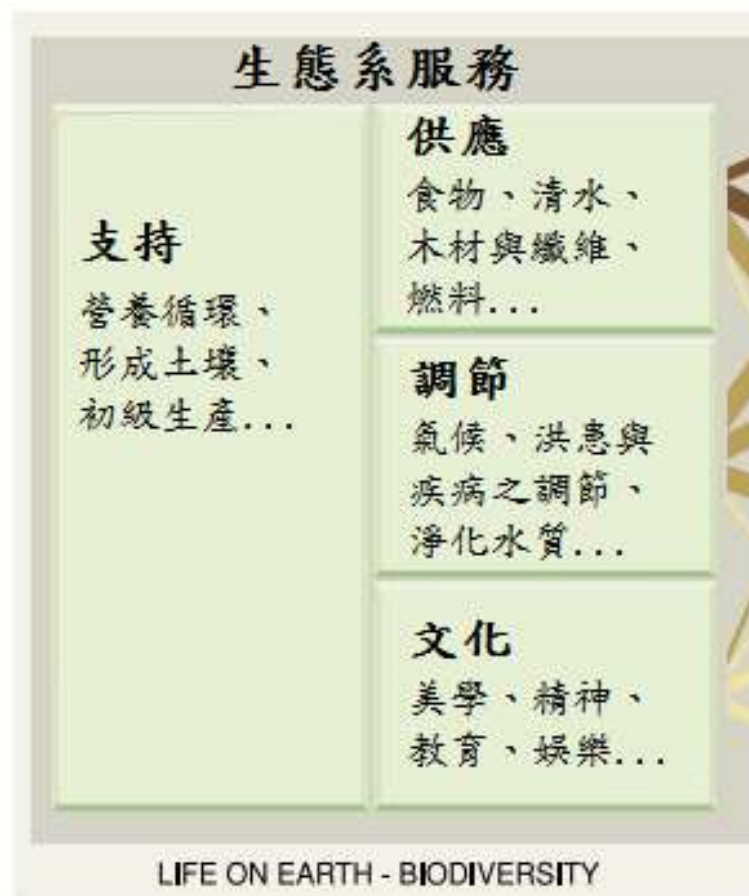 生態系服務
支持
營養循環、
形成土壤、
初級生產...
供應
食物、清水、
木材與纖維、
燃料...
調節
氣候、洪患與
疾病之調節、
淨化水質...
文化
美學、精神、
教育、娛樂...
LIFE ON EARTH - BIODIVERSITY